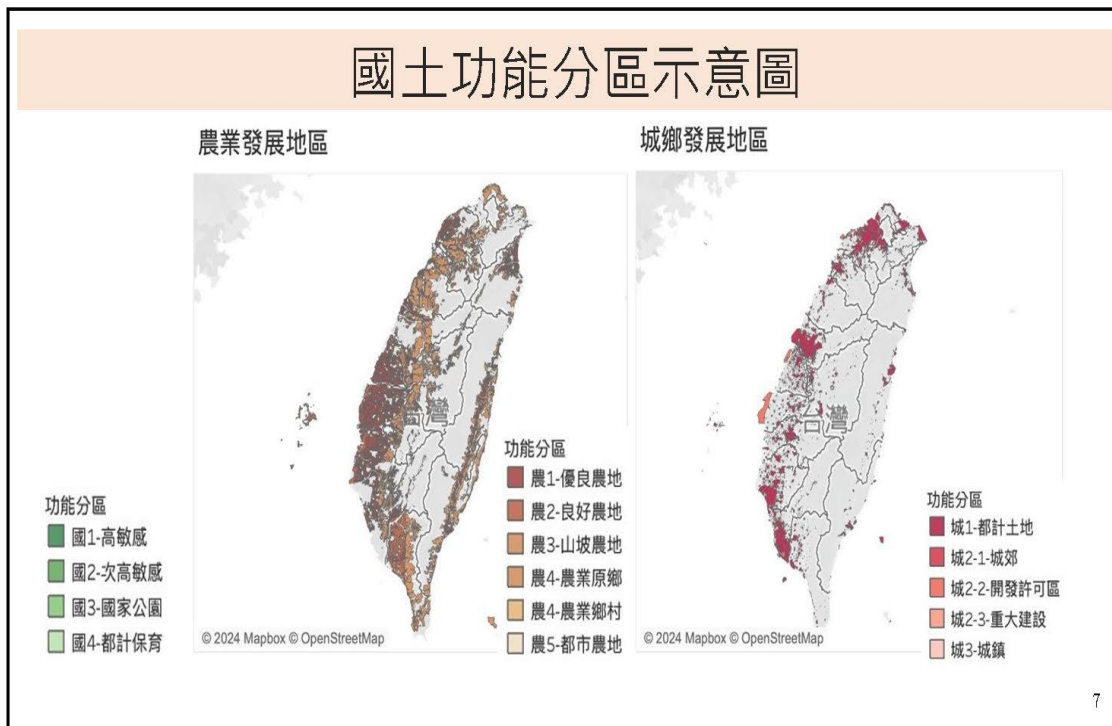 國土功能分區示意圖
農業發展地區
城鄉發展地區
功能分區
國1-高敏感
國2-次高敏感
國3-國家公園
國4-都計保育
台灣
© 2024 Mapbox © OpenStreetMap
功能分區
農1-優良農地
農2-良好農地
農3-山坡農地
農4-農業原鄉
農4-農業鄉村
農5-都市農地
台灣
© 2024 Mapbox © OpenStreetMap
功能分區
城1-都計土地
城2-1-城郊
城2-2-開發許可區
城2-3-重大建設
城3-城鎮
7